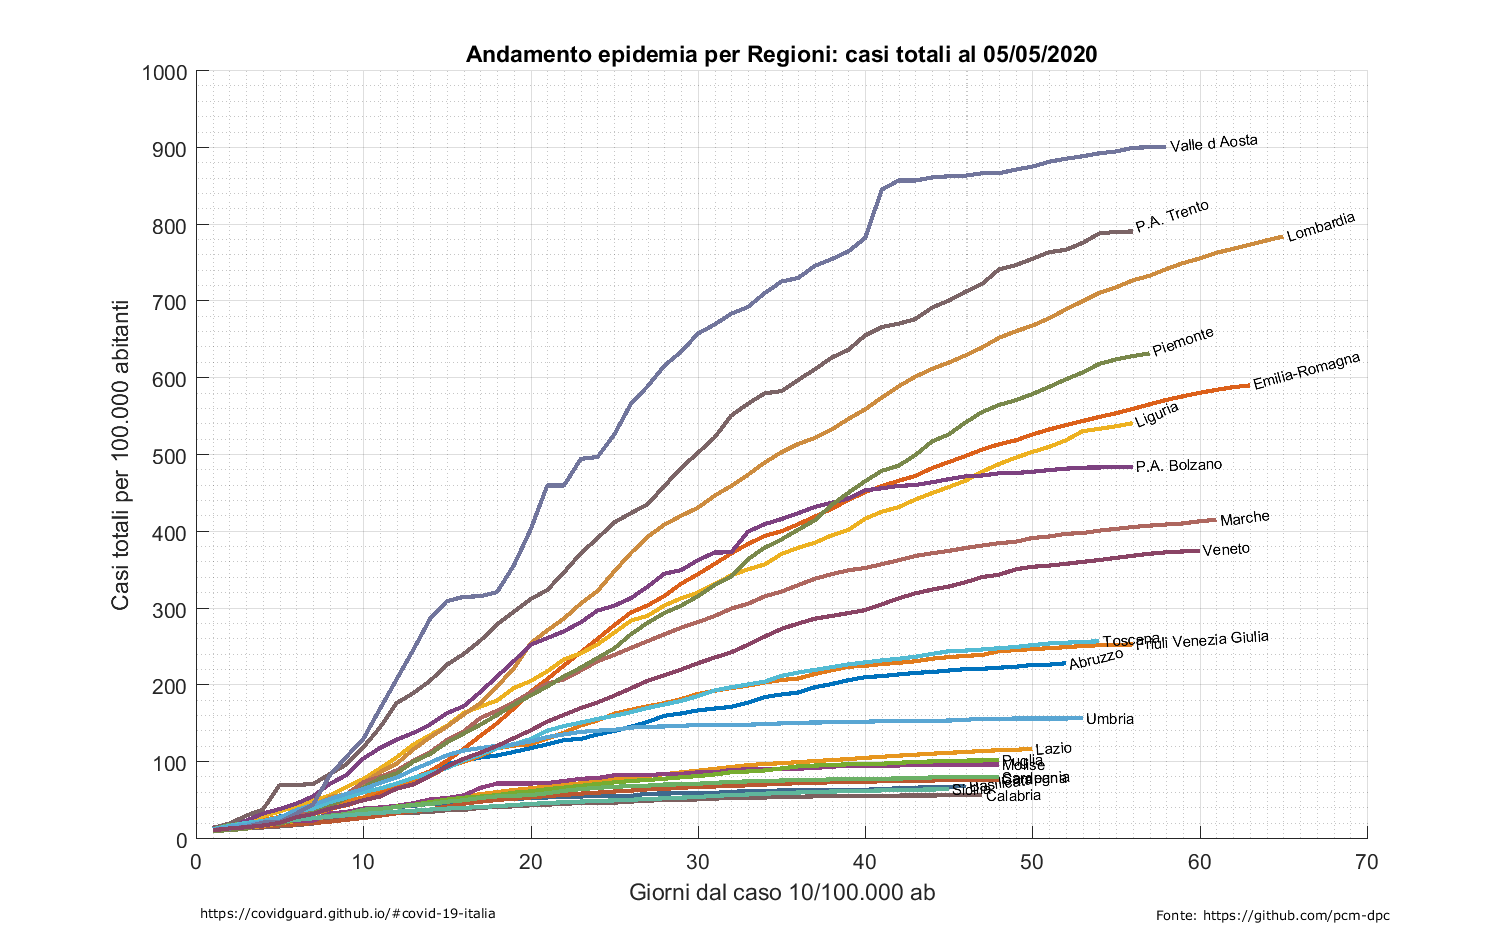 Andamento epidemia per Regioni: casi totali al 05/05/2020
1000
900
800
700
600
500
400
300
200
100
0
Casi totali per 100.000 abitanti
Valle d Aosta
P.A. Trento
Lombardia
Piemonte
Emilia-Romagna
Liguria
P.A. Bolzano
Marche
Veneto
Toscana
Friuli Venezia Giulia
Abruzzo
Umbria
Lazio
Puglia
Molise
Sardegna
Campania
Basilicata
Sicilia
Calabria
0 10 20 30 40 50 60 70
Giorni dal caso 10/100.000 ab
https://covidguard.github.io/#covid-19-italia
Fonte: https://github.com/pcm-dpc